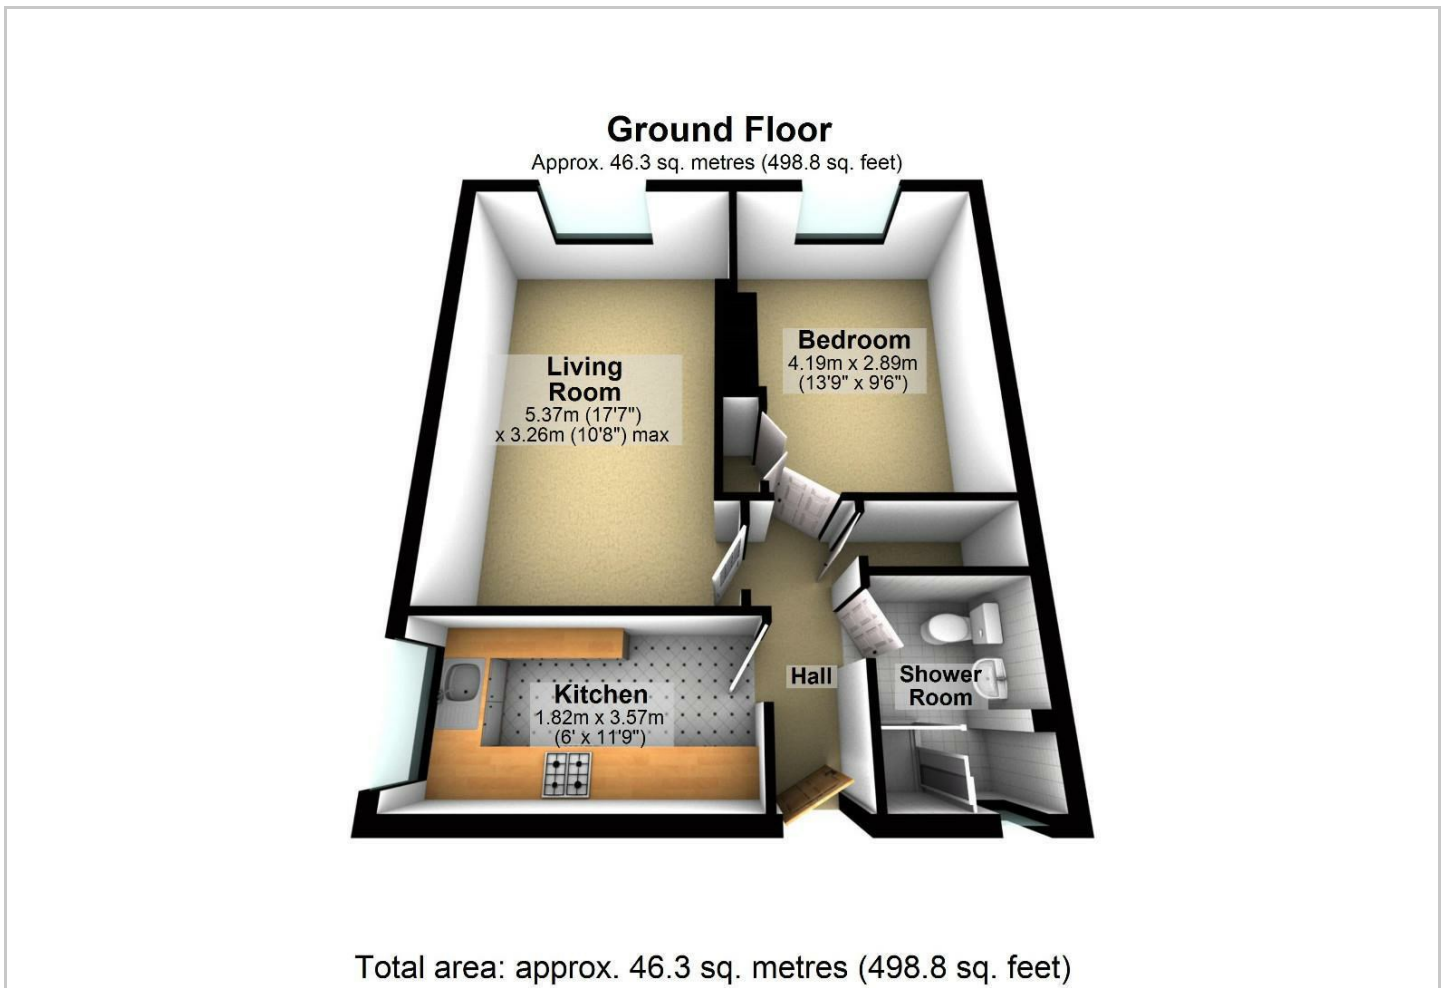 Ground Floor
Approx. 46.3 sq. metres (498.8 sq. feet)
Living
Room
5.37m (17'7")
x 3.26m (10'8") max
Bedroom
4.19m x 2.89m
(13'9" x 9'6")
Kitchen
1.82m x 3.57m
(6' x 11'9")
Hall
Shower
Room
Total area: approx. 46.3 sq. metres (498.8 sq. feet)